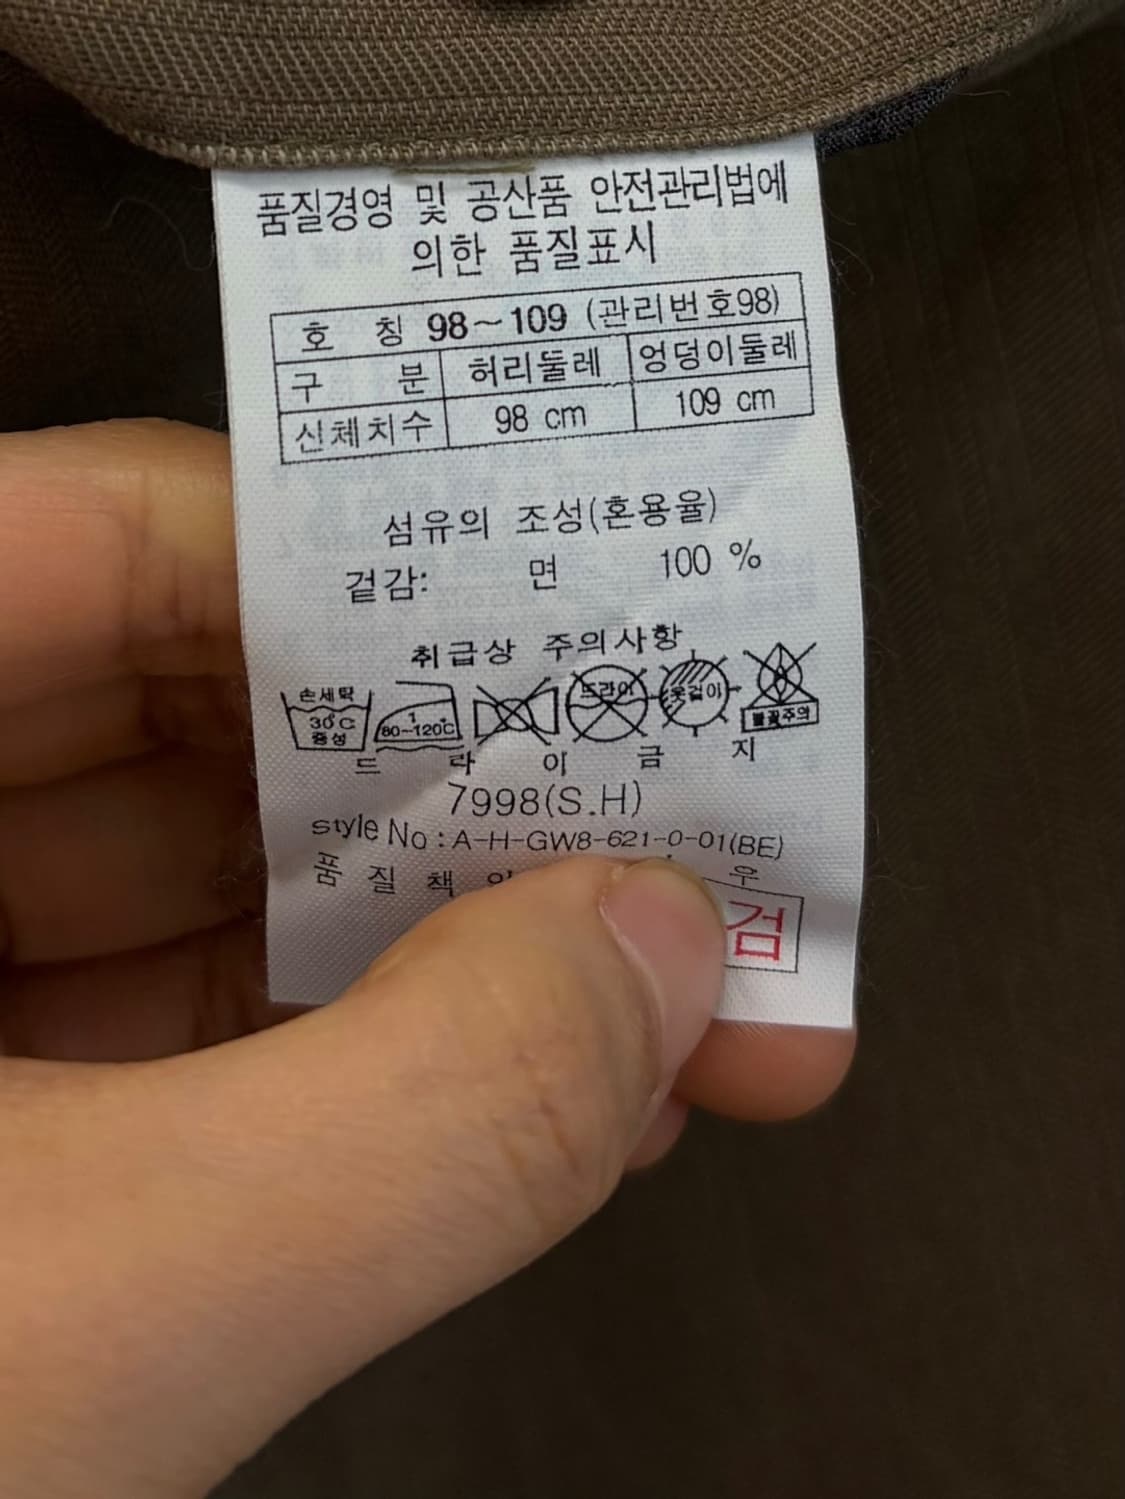 품질경영 및 공산품 안전관리법에
의한 품질표시
호 칭 98~109 (관리번호98)
구 분 허리둘레 엉덩이둘레
신체치수 98 cm 109 cm
섬유의 조성(혼용율)
겉감: 면 100 %
취급상 주의사항
손세탁 30°C 중성
80~120°C
드라이
옷걸이
불꽃주의
드 라 이 금 지
7998(S.H)
style No : A-H-GW8-621-0-01(BE)
품 질 책 우
검